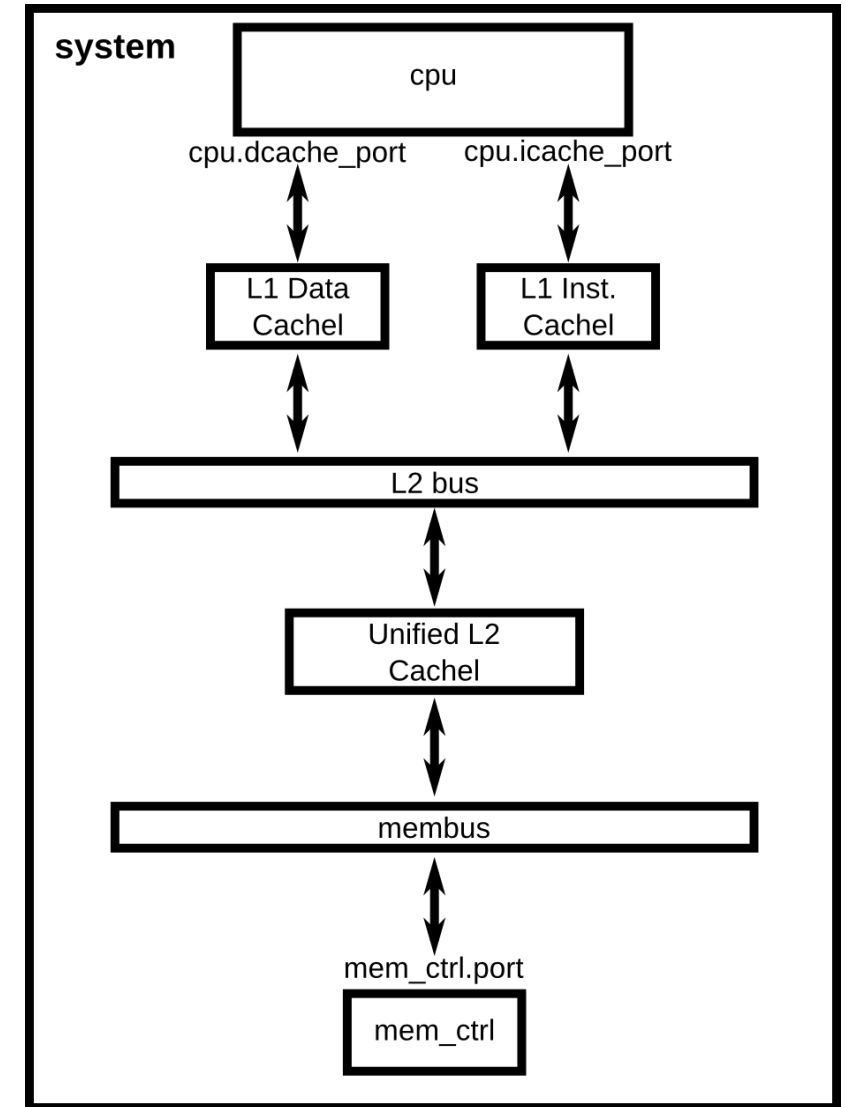 system
cpu
cpu.dcache_port
cpu.icache_port
L1 Data
Cachel
L1 Inst.
Cachel
L2 bus
Unified L2
Cachel
membus
mem_ctrl.port
mem_ctrl